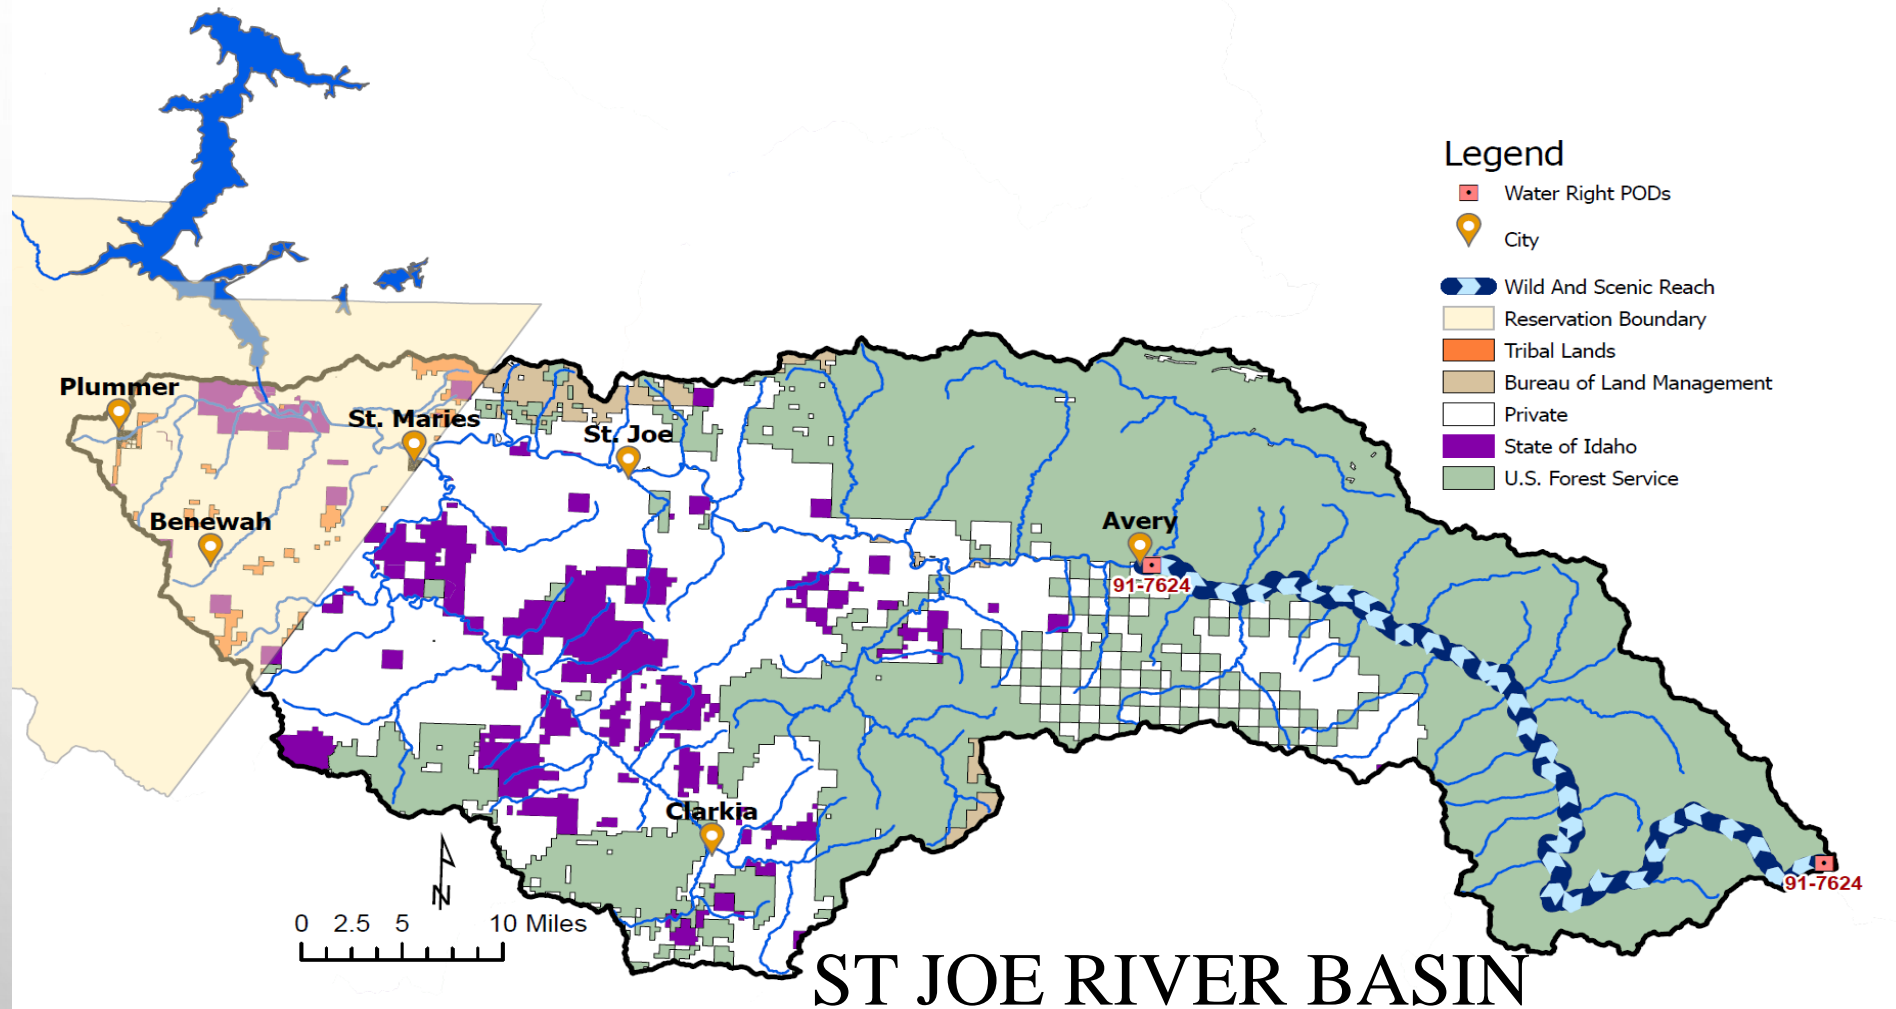 Legend
Water Right PODs
City
Wild And Scenic Reach
Reservation Boundary
Tribal Lands
Bureau of Land Management
Private
State of Idaho
U.S. Forest Service
Plummer
St. Maries
St. Joe
Benewah
Avery
91-7624
Clarkia
91-7624
N
0 2.5 5 10 Miles
ST JOE RIVER BASIN